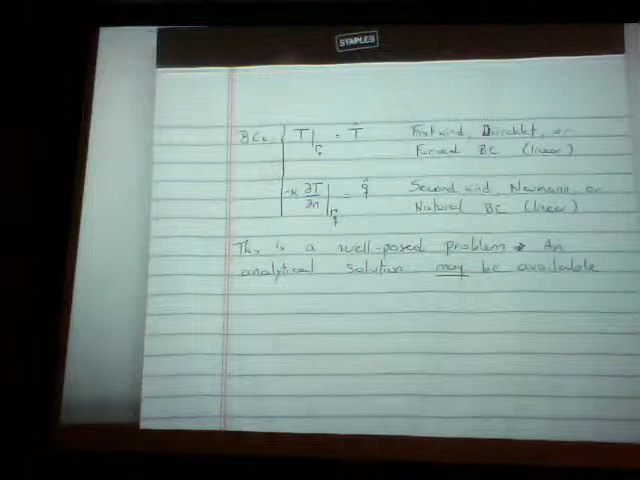 STAPLES
BCs { T|Γ = T̂ First kind, Dirichlet, or
Forced BC (linear)
-k ∂T/∂n |Γq = q̂ Second kind, Neumann, or
Natural BC (linear)
This is a well-posed problem → An
analytical solution may be available